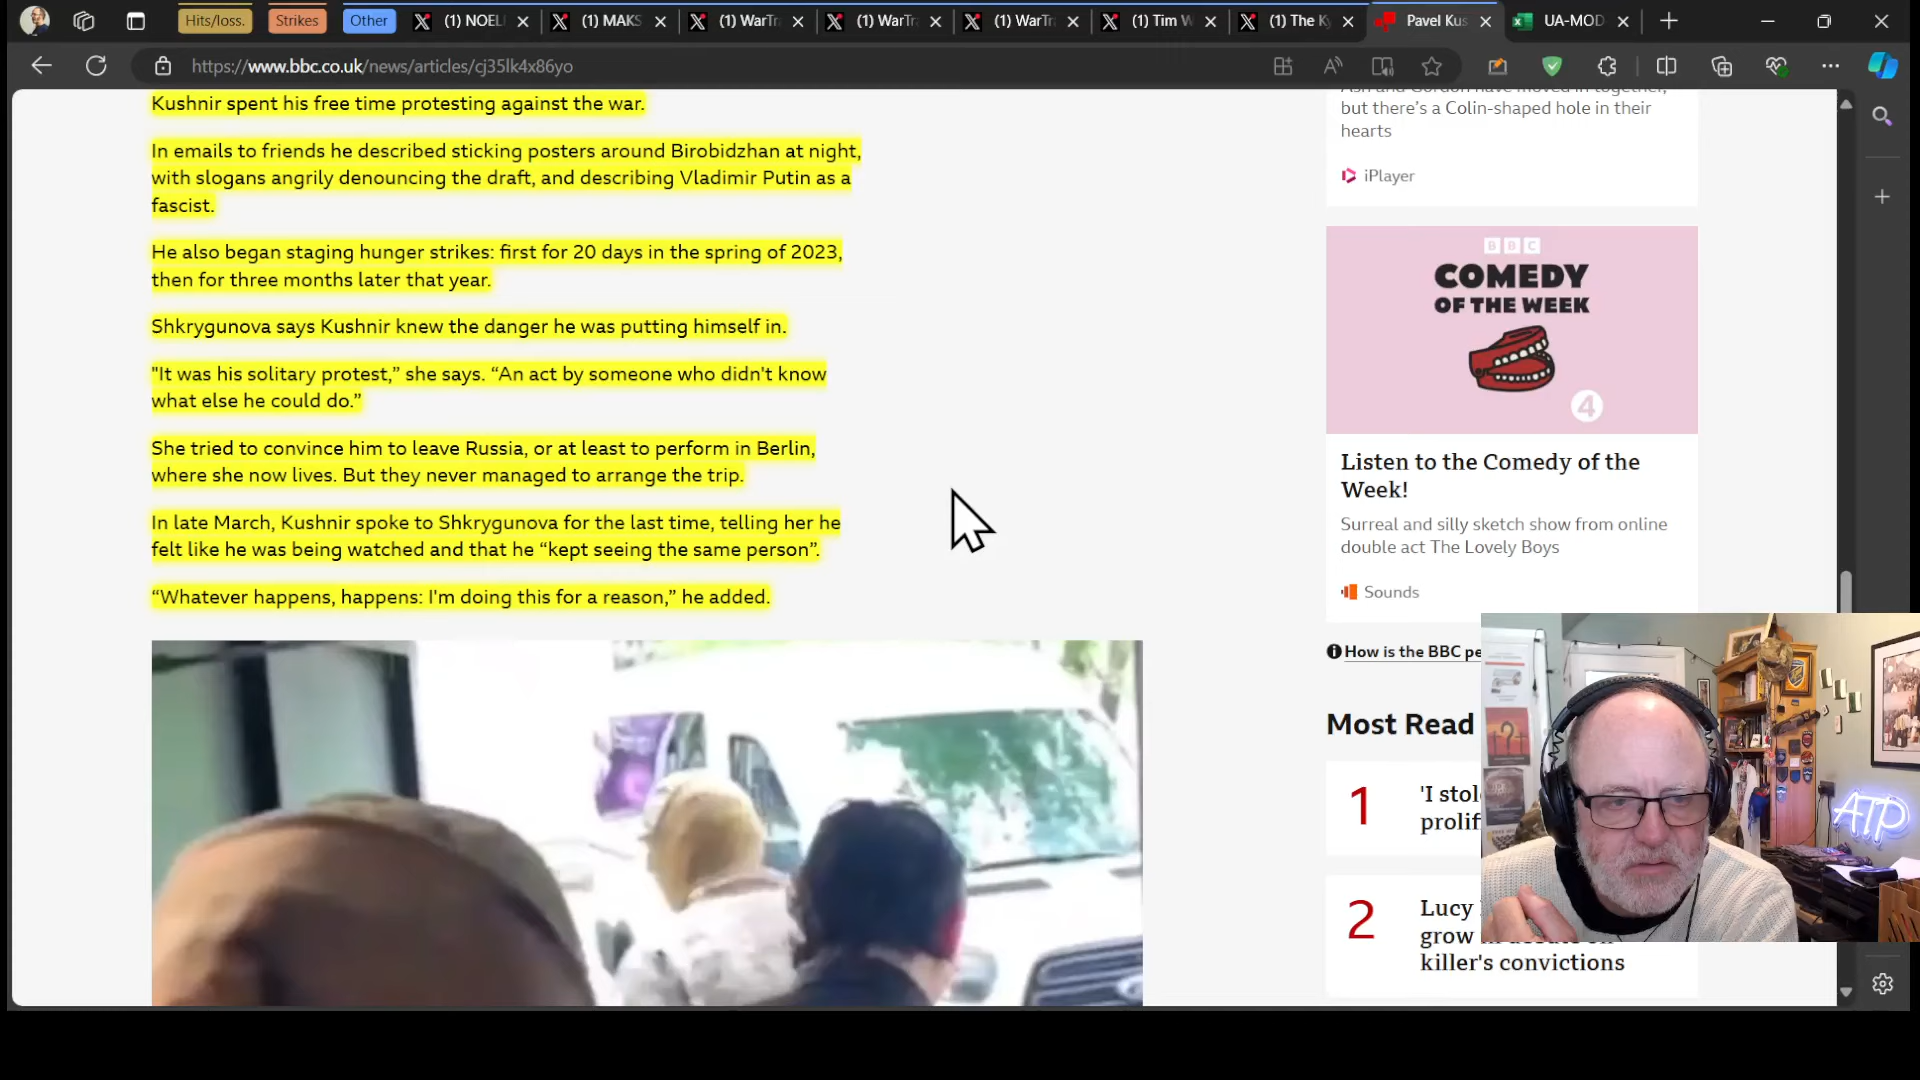 Hits/loss.
Strikes
Other
(1) NOEL
(1) MAKS
(1) WarTr
(1) WarTr
(1) WarTr
(1) Tim W
(1) The Ky
Pavel Kus
UA-MOD
https://www.bbc.co.uk/news/articles/cj35lk4x86yo
Kushnir spent his free time protesting against the war.
In emails to friends he described sticking posters around Birobidzhan at night,
with slogans angrily denouncing the draft, and describing Vladimir Putin as a
fascist.
He also began staging hunger strikes: first for 20 days in the spring of 2023,
then for three months later that year.
Shkrygunova says Kushnir knew the danger he was putting himself in.
"It was his solitary protest,” she says. “An act by someone who didn't know
what else he could do.”
She tried to convince him to leave Russia, or at least to perform in Berlin,
where she now lives. But they never managed to arrange the trip.
In late March, Kushnir spoke to Shkrygunova for the last time, telling her he
felt like he was being watched and that he “kept seeing the same person”.
“Whatever happens, happens: I'm doing this for a reason,” he added.
Ash and Gordon have moved in together,
but there’s a Colin-shaped hole in their
hearts
iPlayer
BBC
COMEDY
OF THE WEEK
4
Listen to the Comedy of the
Week!
Surreal and silly sketch show from online
double act The Lovely Boys
Sounds
How is the BBC pe
Most Read
1
'I stol
prolif
2
Lucy
grow
killer's convictions
ATP